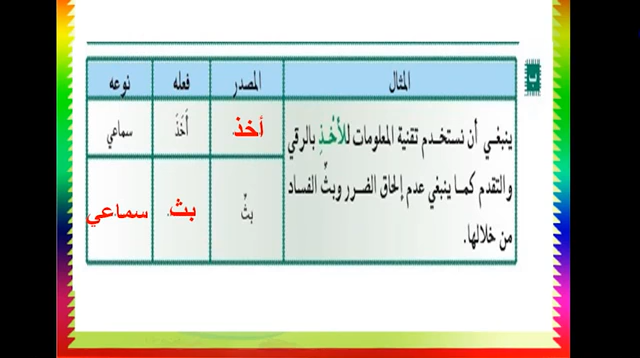 ب
المثال المصدر فعله نوعه
ينبغي أن نستخدم تقنية المعلومات للأخْذِ بالرقي
والتقدم كما ينبغي عدم إلحاق الضرر وبثِّ الفساد
من خلالها.
أخذ أَخَذَ سماعي
بثٌّ بث سماعي